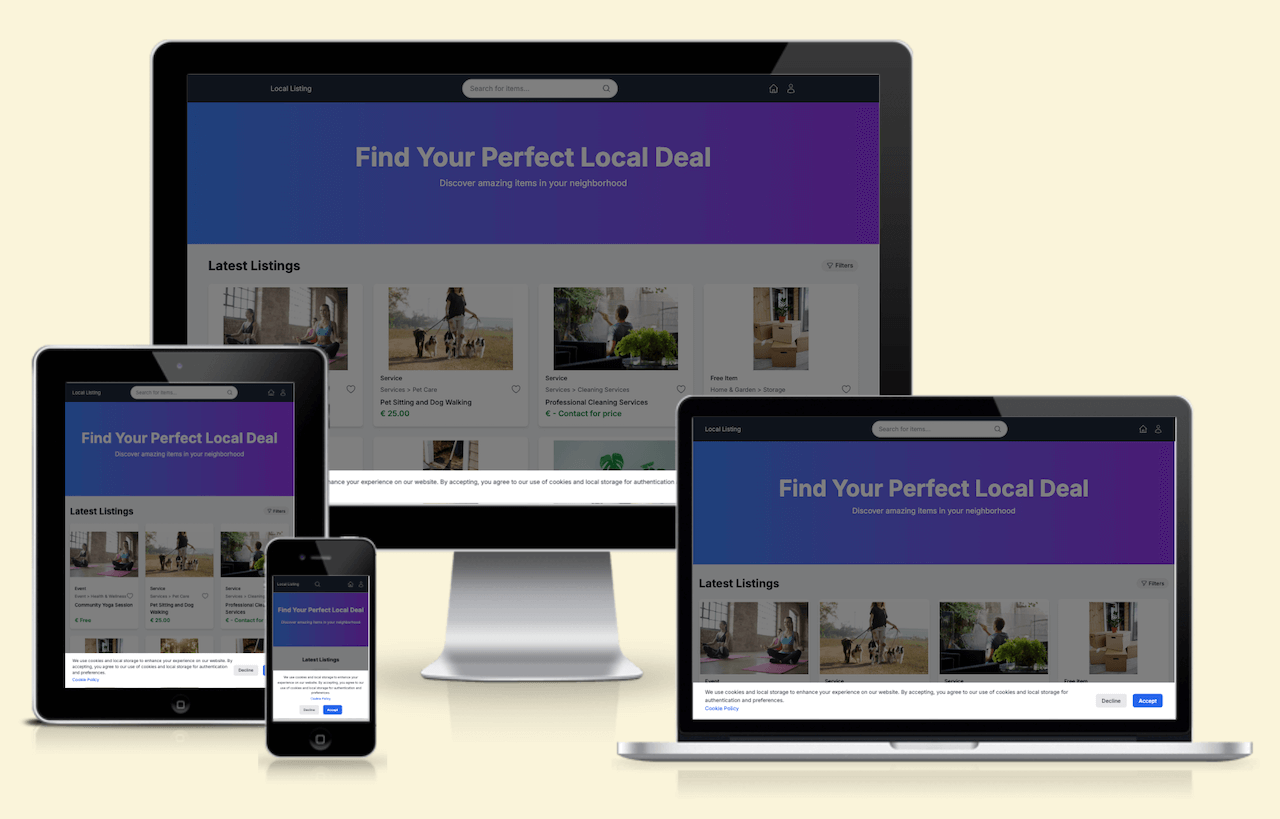 Local Listing
Search for items...
Find Your Perfect Local Deal
Discover amazing items in your neighborhood
Latest Listings
Filters
Service
Services > Pet Care
Pet Sitting and Dog Walking
€ 25.00
Service
Services > Cleaning Services
Professional Cleaning Services
€ - Contact for price
Free Item
Home & Garden > Storage
your experience on our website. By accepting, you agree to our use of cookies and local storage for authentication
Local Listing
Search for items...
Find Your Perfect Local Deal
Discover amazing items in your neighborhood
Latest Listings
Filters
Event
Event > Health & Wellness
Community Yoga Session
€ Free
Service
Services > Pet Care
Pet Sitting and Dog
Walking
€ 25.00
Service
Services > Cleaning
Professional
Services
€ - Contact for
We use cookies and local storage to enhance your experience on our website. By
accepting, you agree to our use of cookies and local storage for authentication
and preferences.
Cookie Policy
Decline
Local Listing
Find Your Perfect Local Deal
Discover amazing items in your neighborhood
Latest Listings
We use cookies and local storage to enhance your
experience on our website. By accepting, you agree to our
use of cookies and local storage for authentication and
preferences.
Cookie Policy
Decline
Accept
Local Listing
Search for items...
Find Your Perfect Local Deal
Discover amazing items in your neighborhood
Latest Listings
Filters
Event
Service
Service
Free Item
We use cookies and local storage to enhance your experience on our website. By accepting, you agree to our use of cookies and local storage for
authentication and preferences.
Cookie Policy
Decline
Accept